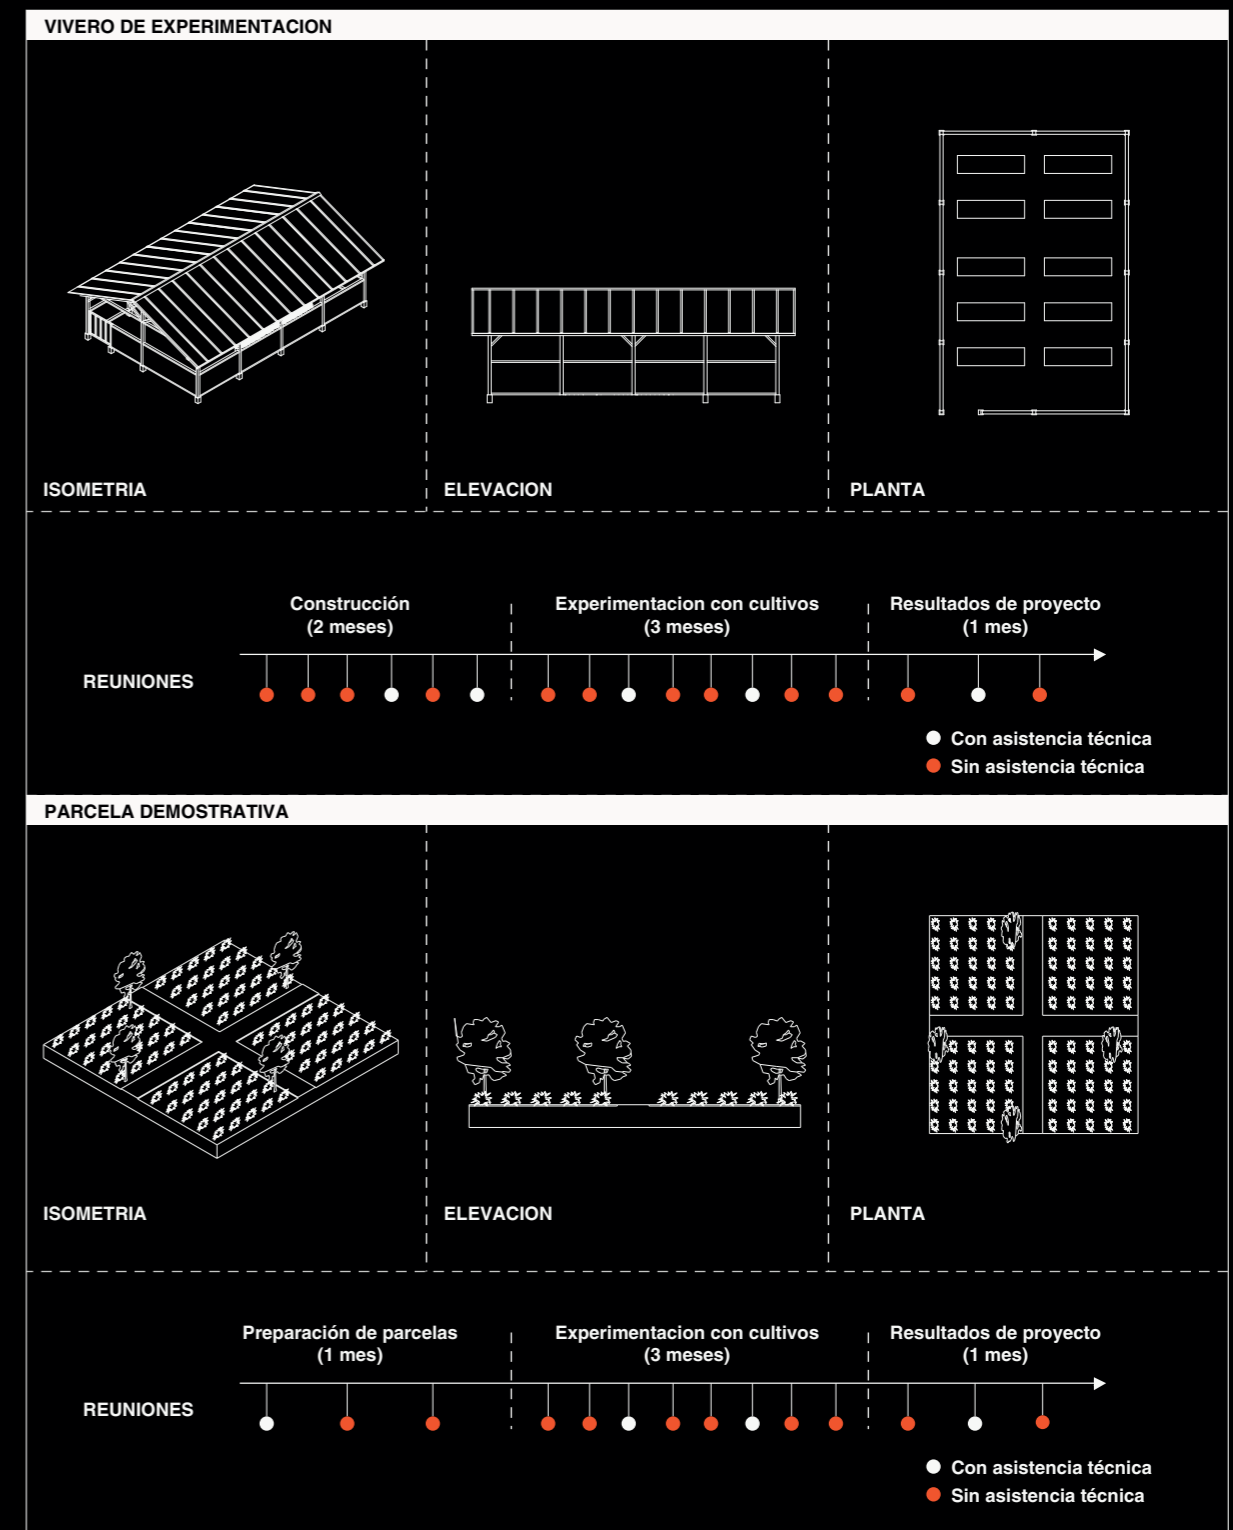 VIVERO DE EXPERIMENTACION
ISOMETRIA
ELEVACION
PLANTA
Construcción
(2 meses)
Experimentacion con cultivos
(3 meses)
Resultados de proyecto
(1 mes)
REUNIONES
Con asistencia técnica
Sin asistencia técnica
PARCELA DEMOSTRATIVA
ISOMETRIA
ELEVACION
PLANTA
Preparación de parcelas
(1 mes)
Experimentacion con cultivos
(3 meses)
Resultados de proyecto
(1 mes)
REUNIONES
Con asistencia técnica
Sin asistencia técnica